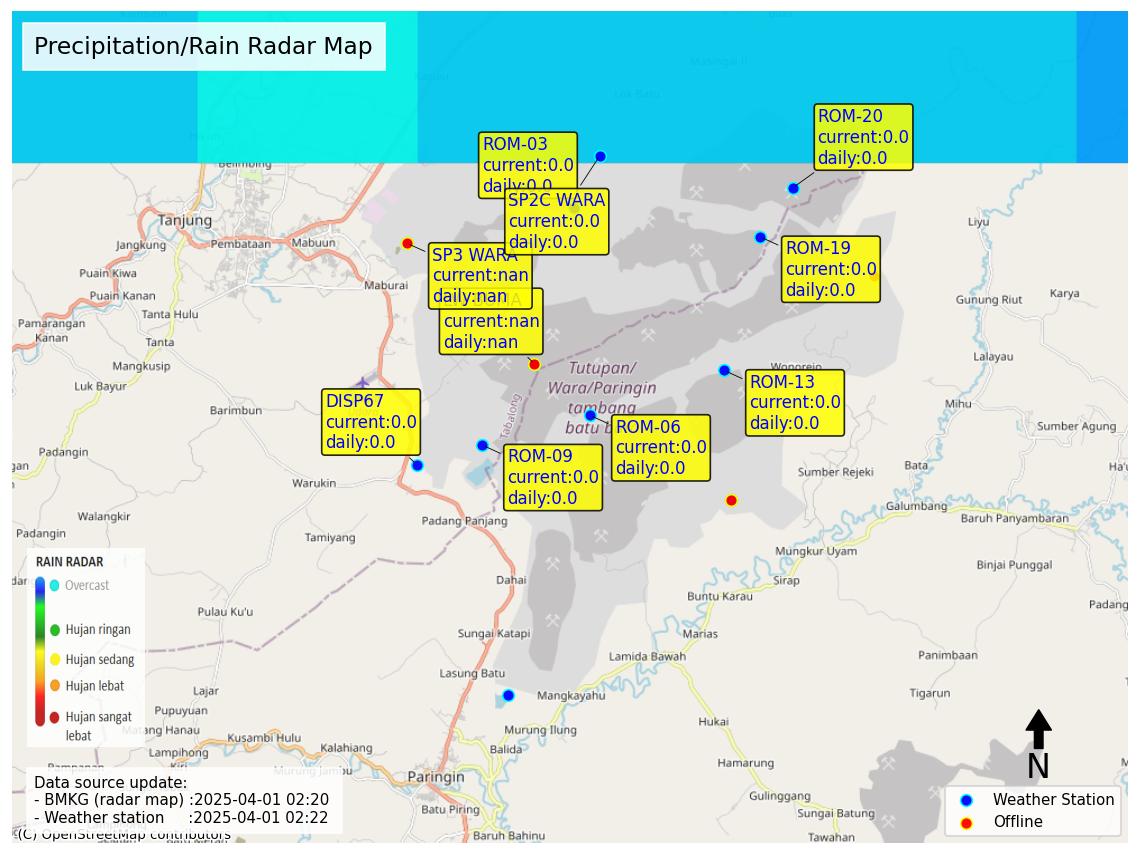 Precipitation/Rain Radar Map
Maringai II
Lok Batu
Belimbing
ROM-20
current:0.0
daily:0.0
ROM-03
current:0.0
daily:0.0
SP2C WARA
current:0.0
daily:0.0
Tanjung
Jangkung
Pembataan
Mabuun
Liyu
SP3 WARA
current:nan
daily:nan
ROM-19
current:0.0
daily:0.0
Puain Kiwa
Puain Kanan
Maburai
Gunung Riut
Karya
Tanta Hulu
current:nan
daily:nan
Pamarangan
Kanan
Tanta
Mangkusip
Lalayau
Luk Bayur
Tutupan/
Wara/Paringin
tambang
batu b
Wonorejo
ROM-13
current:0.0
daily:0.0
DISP67
current:0.0
daily:0.0
Barimbun
Tabalong
Mihu
ROM-06
current:0.0
daily:0.0
Sumber Agung
Padangin
ROM-09
current:0.0
daily:0.0
Sumber Rejeki
Bata
Warukin
Galumbang
Baruh Panyambaran
Walangkir
Padang Panjang
Padangin
Tamiyang
Mungkur Uyam
Binjai Punggal
RAIN RADAR
Overcast
Hujan ringan
Hujan sedang
Hujan lebat
Hujan sangat
lebat
Dahai
Sirap
Buntu Karau
Padang
Pulau Ku'u
Sungai Katapi
Marias
Lamida Bawah
Panimbaan
Lasung Batu
Lajar
Mangkayahu
Tigarun
Pupuyuan
Matang Hanau
Hukai
Murung Ilung
Kusambi Hulu
Lampihong
Kalahiang
Balida
Hamarung
N
Murung Jambu
Paringin
Data source update:
- BMKG (radar map) :2025-04-01 02:20
- Weather station :2025-04-01 02:22
Gulinggang
Batu Piring
Sungai Batung
Weather Station
Offline
(C) OpenStreetMap contributors
Baruh Bahinu
Tawahan